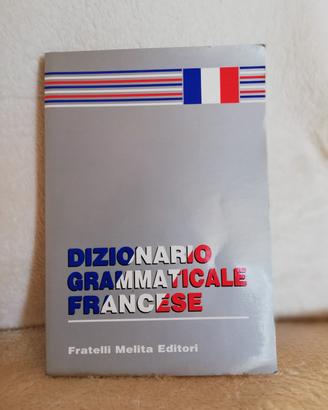 DIZIONARIO
GRAMMATICALE
FRANCESE
Fratelli Melita Editori